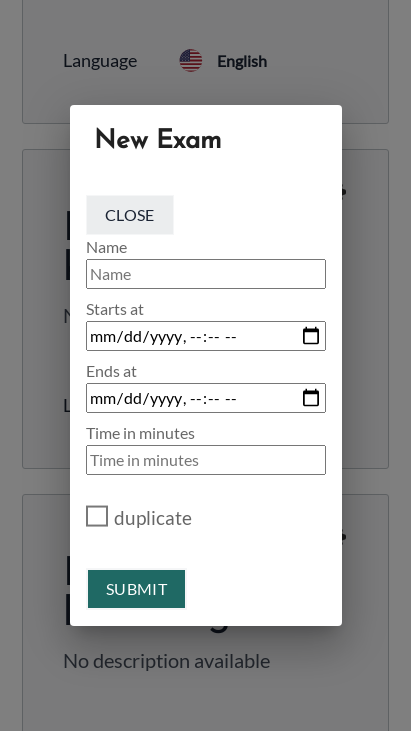 Language English
New Exam
CLOSE
Name
Name
Starts at
mm/dd/yyyy, --:-- --
Ends at
mm/dd/yyyy, --:-- --
Time in minutes
Time in minutes
duplicate
SUBMIT
No description available